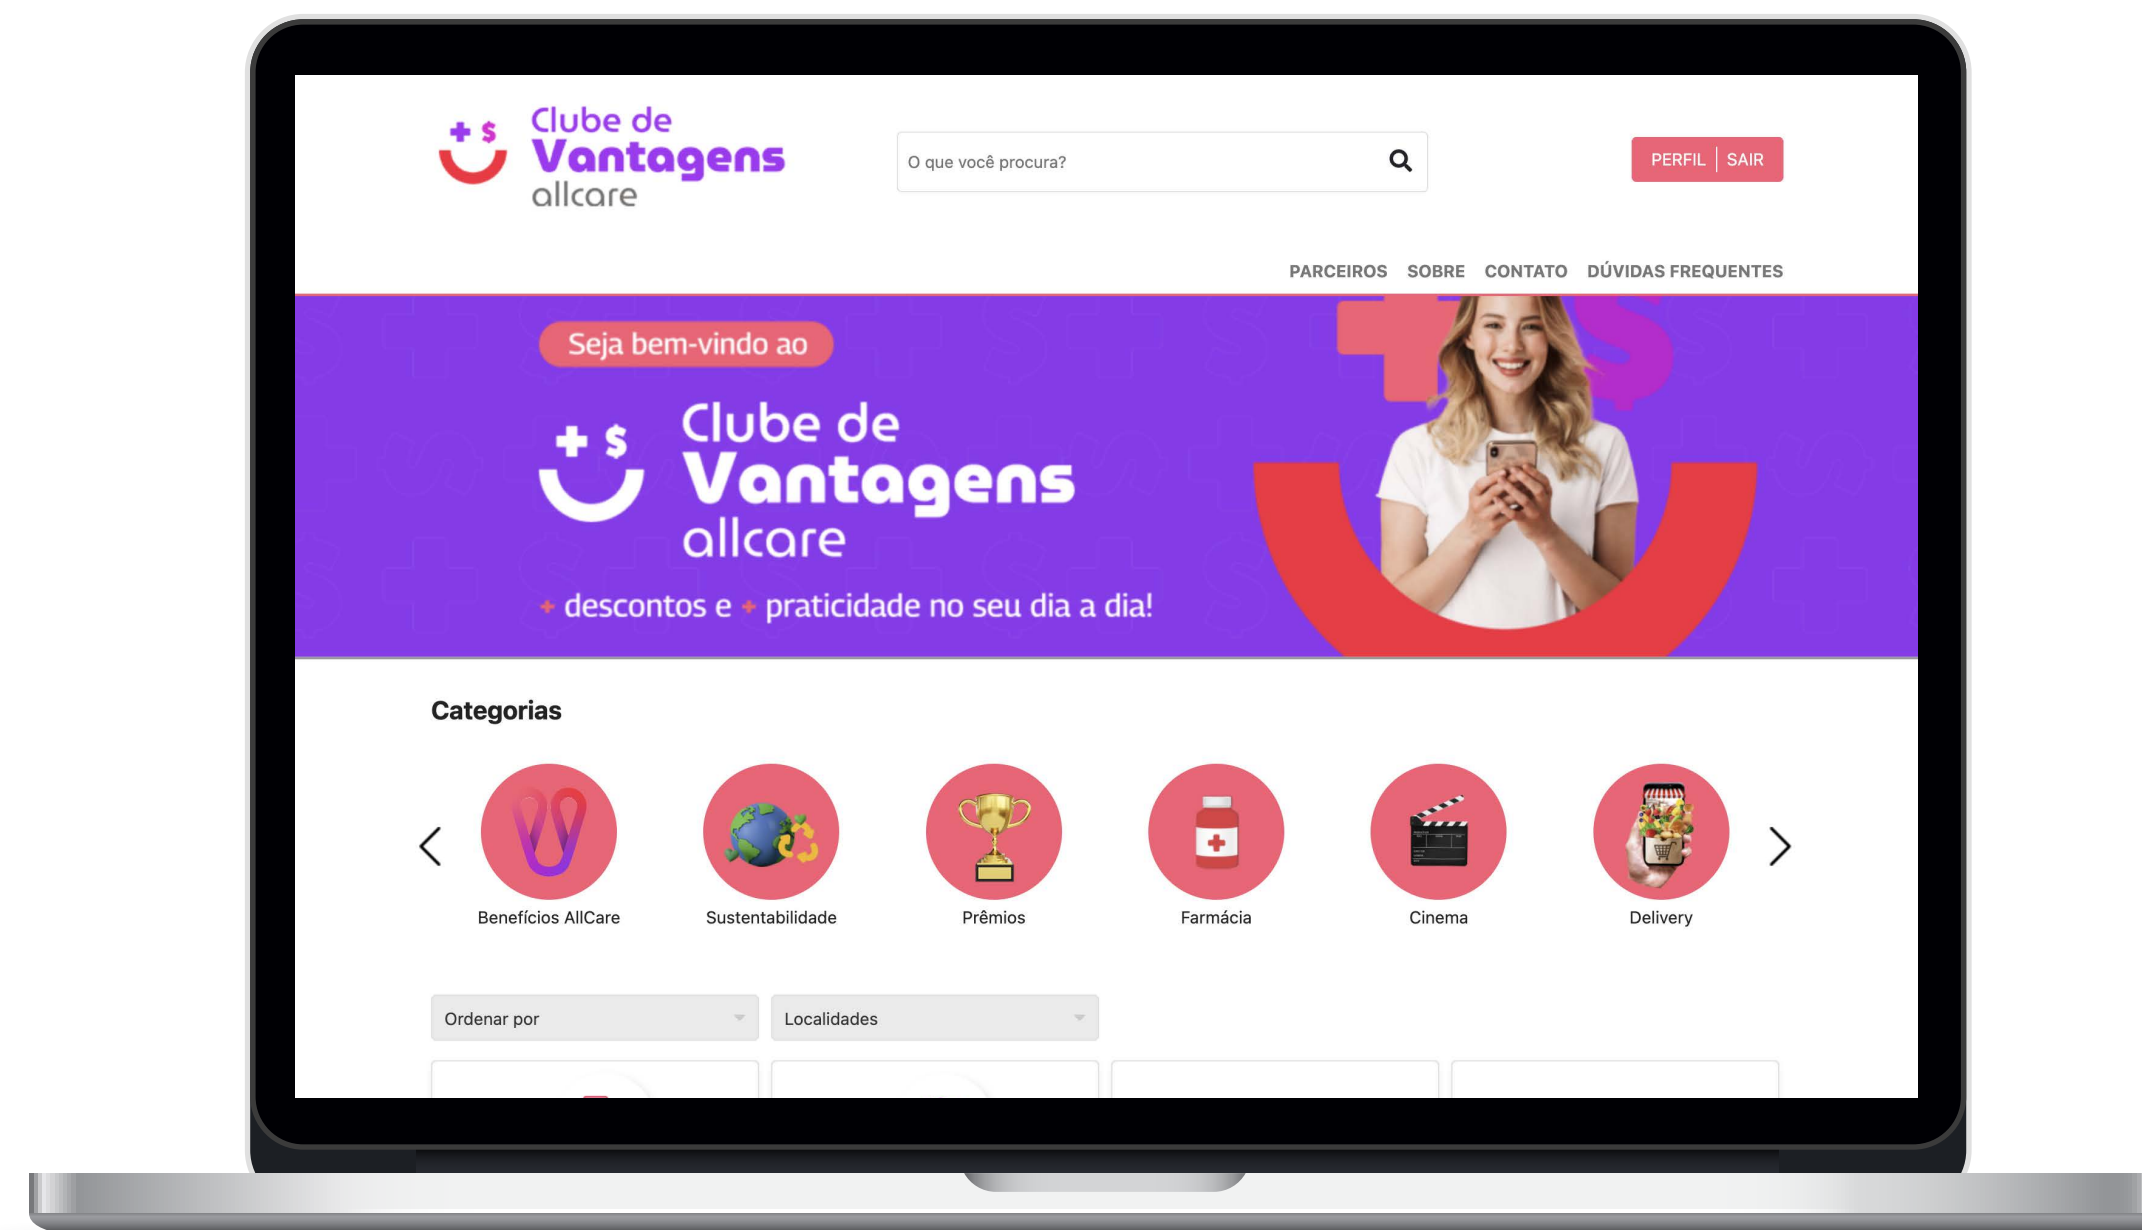 Clube de
Vantagens
allcare
O que você procura?
PERFIL | SAIR
PARCEIROS SOBRE CONTATO DÚVIDAS FREQUENTES
Seja bem-vindo ao
Clube de
Vantagens
allcare
+ descontos e + praticidade no seu dia a dia!
Categorias
Benefícios AllCare Sustentabilidade Prêmios Farmácia Cinema Delivery
Ordenar por Localidades